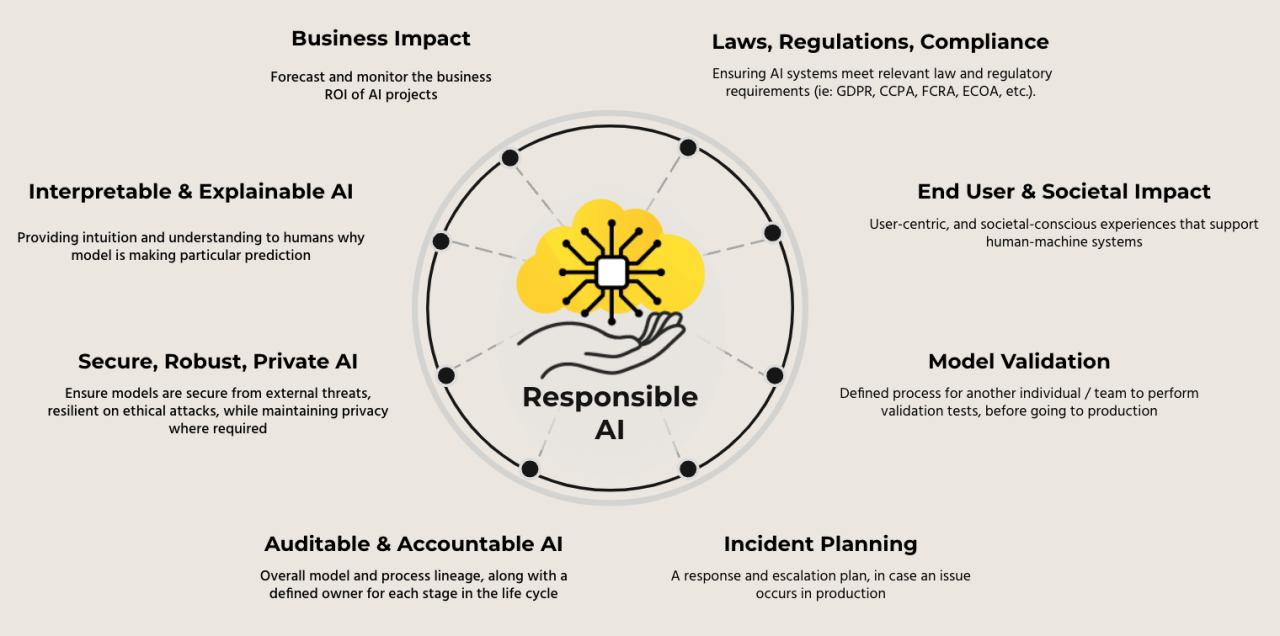 Business Impact
Forecast and monitor the business
ROI of AI projects
Laws, Regulations, Compliance
Ensuring AI systems meet relevant law and regulatory
requirements (ie: GDPR, CCPA, FCRA, ECOA, etc.).
Interpretable & Explainable AI
Providing intuition and understanding to humans why
model is making particular prediction
End User & Societal Impact
User-centric, and societal-conscious experiences that support
human-machine systems
Secure, Robust, Private AI
Ensure models are secure from external threats,
resilient on ethical attacks, while maintaining privacy
where required
Model Validation
Defined process for another individual / team to perform
validation tests, before going to production
Responsible
AI
Auditable & Accountable AI
Overall model and process lineage, along with a
defined owner for each stage in the life cycle
Incident Planning
A response and escalation plan, in case an issue
occurs in production